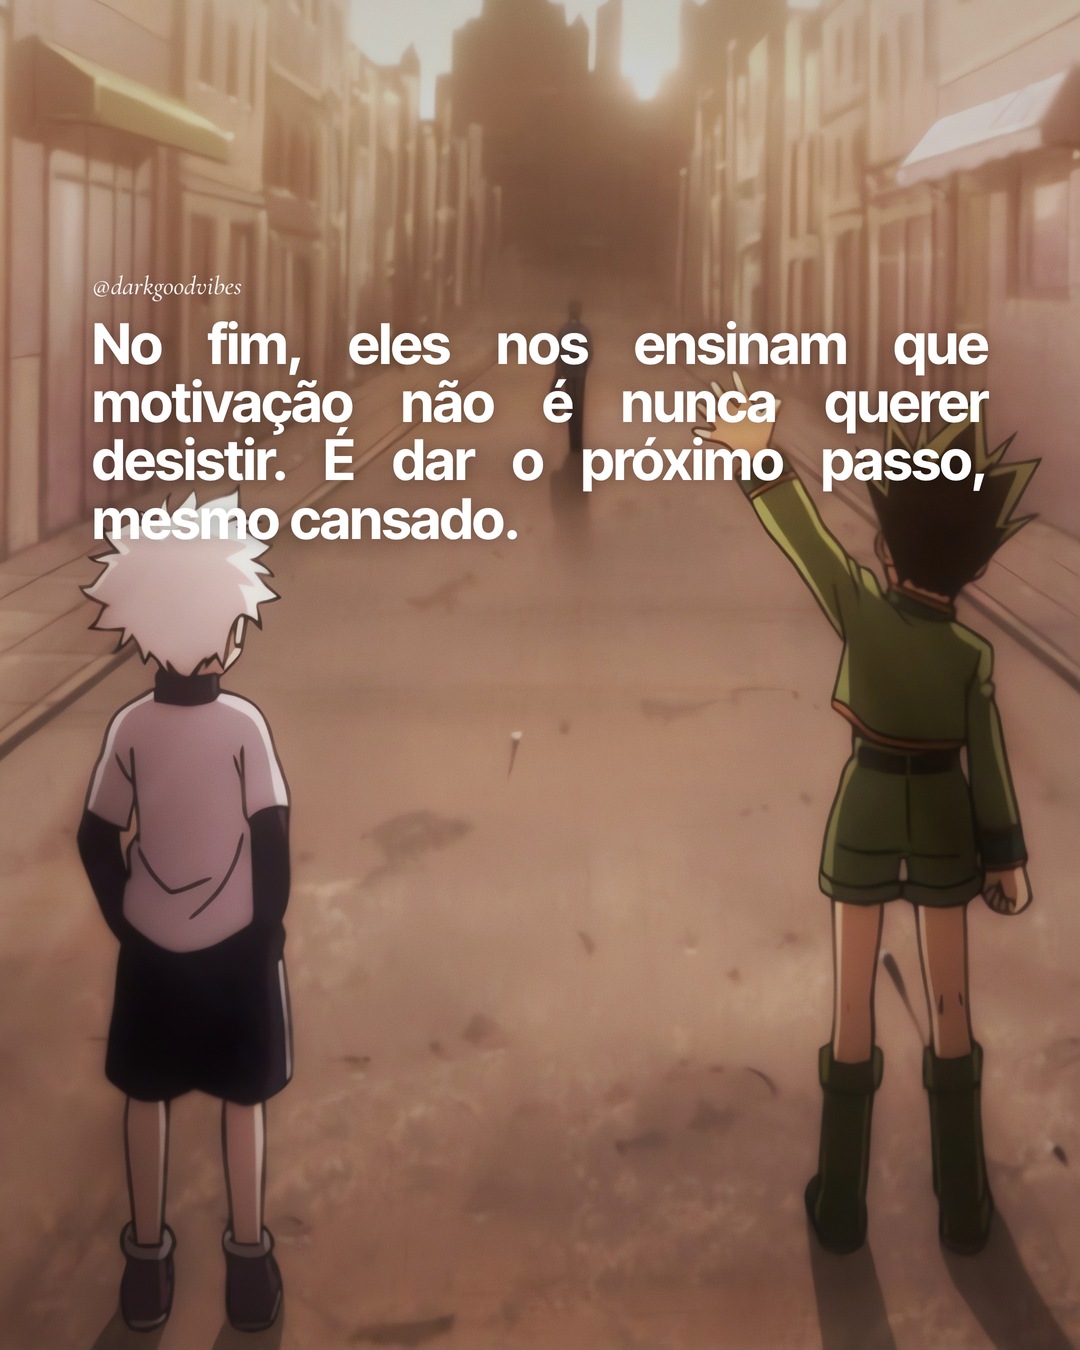 @darkgoodvibes
No fim, eles nos ensinam que
motivação não é nunca querer
desistir. É dar o próximo passo,
mesmo cansado.